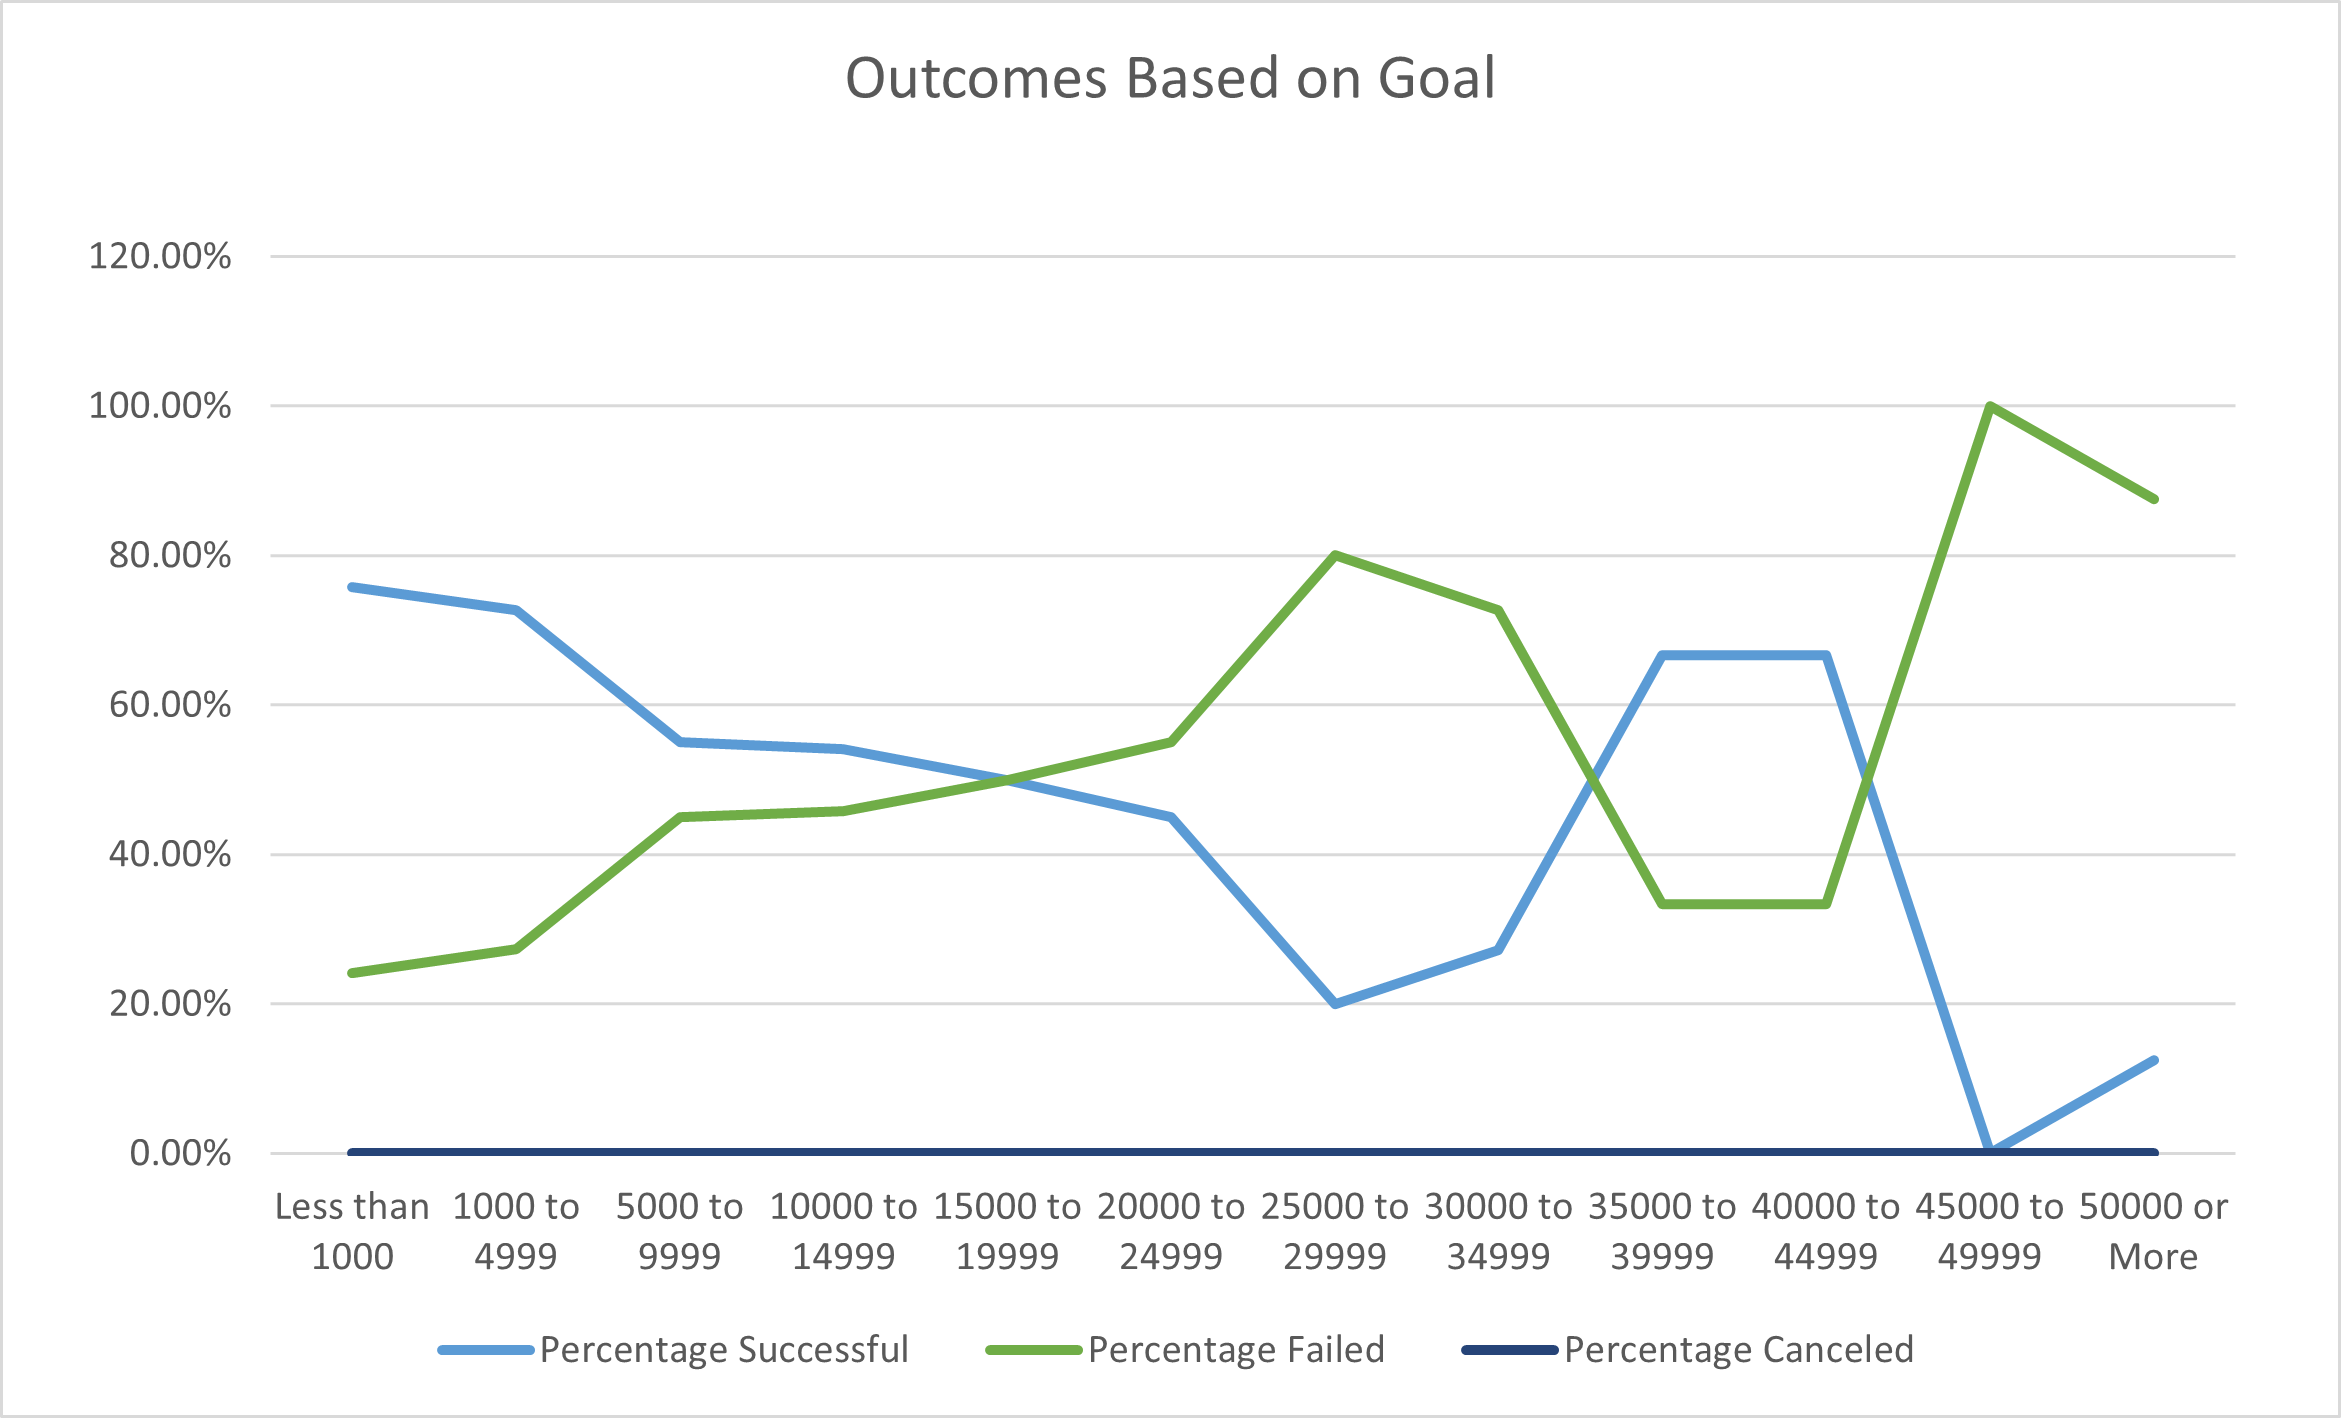 Outcomes Based on Goal
120.00%
100.00%
80.00%
60.00%
40.00%
20.00%
0.00%
Less than 1000 to 5000 to 10000 to 15000 to 20000 to 25000 to 30000 to 35000 to 40000 to 45000 to 50000 or
1000 4999 9999 14999 19999 24999 29999 34999 39999 44999 49999 More
Percentage Successful Percentage Failed Percentage Canceled